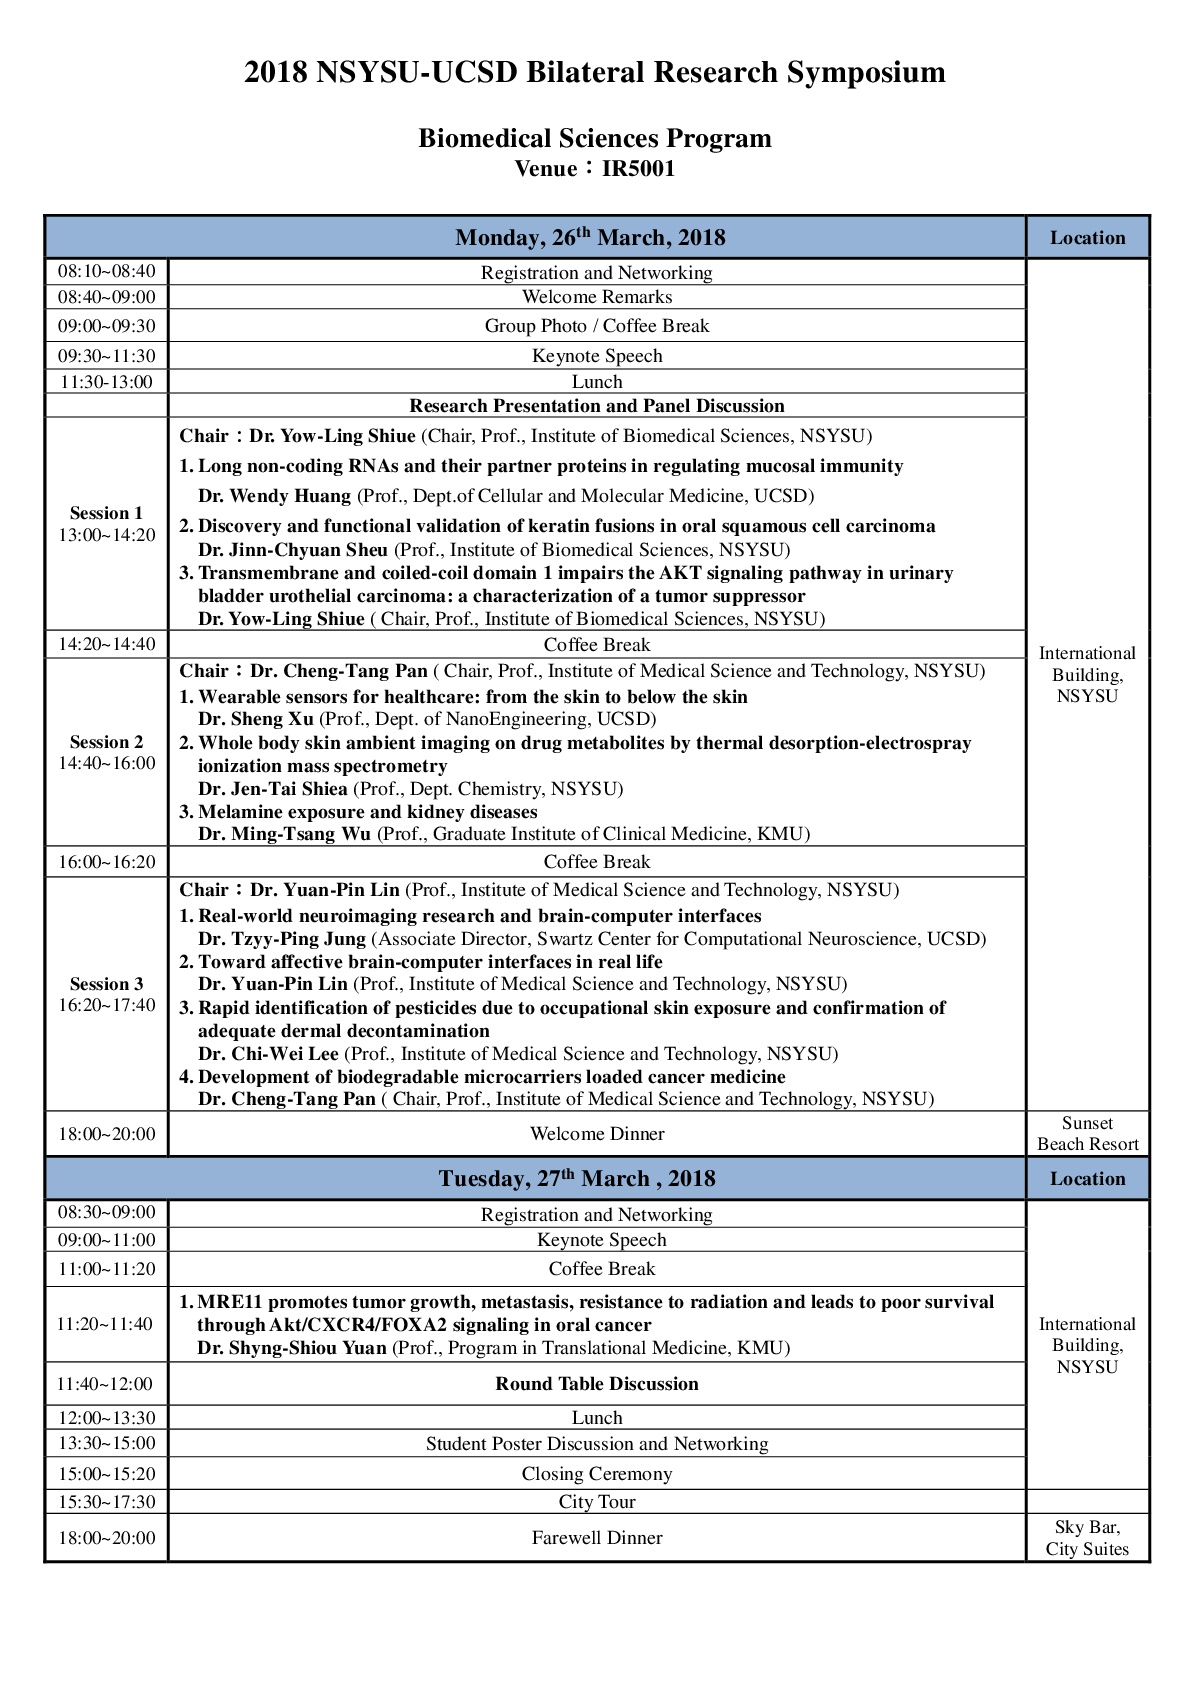 2018 NSYSU-UCSD Bilateral Research Symposium
Biomedical Sciences Program
Venue：IR5001
Monday, 26th March, 2018 Location
08:10~08:40 Registration and Networking
08:40~09:00 Welcome Remarks
09:00~09:30 Group Photo / Coffee Break
09:30~11:30 Keynote Speech
11:30-13:00 Lunch
Research Presentation and Panel Discussion
Session 1
13:00~14:20
Chair：Dr. Yow-Ling Shiue (Chair, Prof., Institute of Biomedical Sciences, NSYSU)
1. Long non-coding RNAs and their partner proteins in regulating mucosal immunity
Dr. Wendy Huang (Prof., Dept.of Cellular and Molecular Medicine, UCSD)
2. Discovery and functional validation of keratin fusions in oral squamous cell carcinoma
Dr. Jinn-Chyuan Sheu (Prof., Institute of Biomedical Sciences, NSYSU)
3. Transmembrane and coiled-coil domain 1 impairs the AKT signaling pathway in urinary
bladder urothelial carcinoma: a characterization of a tumor suppressor
Dr. Yow-Ling Shiue ( Chair, Prof., Institute of Biomedical Sciences, NSYSU)
14:20~14:40 Coffee Break
Session 2
14:40~16:00
Chair：Dr. Cheng-Tang Pan ( Chair, Prof., Institute of Medical Science and Technology, NSYSU)
1. Wearable sensors for healthcare: from the skin to below the skin
Dr. Sheng Xu (Prof., Dept. of NanoEngineering, UCSD)
2. Whole body skin ambient imaging on drug metabolites by thermal desorption-electrospray
ionization mass spectrometry
Dr. Jen-Tai Shiea (Prof., Dept. Chemistry, NSYSU)
3. Melamine exposure and kidney diseases
Dr. Ming-Tsang Wu (Prof., Graduate Institute of Clinical Medicine, KMU)
16:00~16:20 Coffee Break
Session 3
16:20~17:40
Chair：Dr. Yuan-Pin Lin (Prof., Institute of Medical Science and Technology, NSYSU)
1. Real-world neuroimaging research and brain-computer interfaces
Dr. Tzyy-Ping Jung (Associate Director, Swartz Center for Computational Neuroscience, UCSD)
2. Toward affective brain-computer interfaces in real life
Dr. Yuan-Pin Lin (Prof., Institute of Medical Science and Technology, NSYSU)
3. Rapid identification of pesticides due to occupational skin exposure and confirmation of
adequate dermal decontamination
Dr. Chi-Wei Lee (Prof., Institute of Medical Science and Technology, NSYSU)
4. Development of biodegradable microcarriers loaded cancer medicine
Dr. Cheng-Tang Pan ( Chair, Prof., Institute of Medical Science and Technology, NSYSU)
International
Building,
NSYSU
18:00~20:00 Welcome Dinner
Sunset
Beach Resort
Tuesday, 27th March , 2018 Location
08:30~09:00 Registration and Networking
09:00~11:00 Keynote Speech
11:00~11:20 Coffee Break
11:20~11:40
1. MRE11 promotes tumor growth, metastasis, resistance to radiation and leads to poor survival
through Akt/CXCR4/FOXA2 signaling in oral cancer
Dr. Shyng-Shiou Yuan (Prof., Program in Translational Medicine, KMU)
11:40~12:00 Round Table Discussion
12:00~13:30 Lunch
13:30~15:00 Student Poster Discussion and Networking
15:00~15:20 Closing Ceremony
International
Building,
NSYSU
15:30~17:30 City Tour
18:00~20:00 Farewell Dinner
Sky Bar,
City Suites